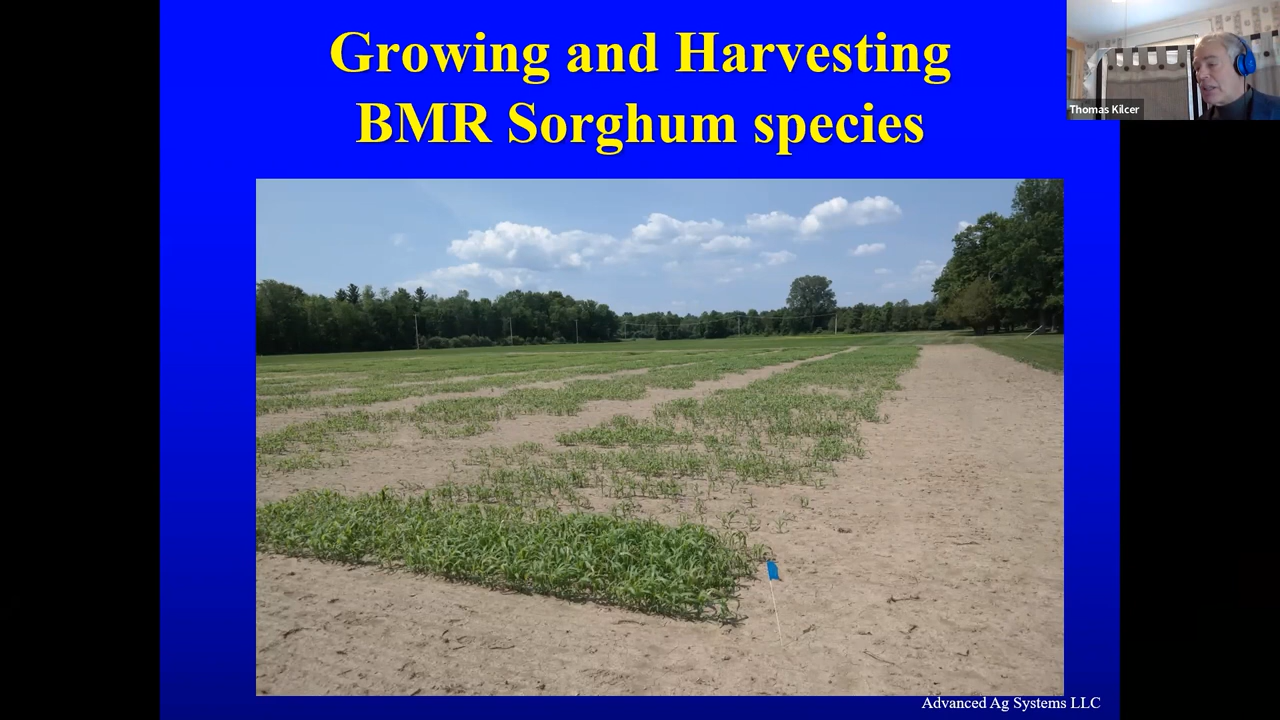 Growing and Harvesting
BMR Sorghum species
Thomas Kilcer
Advanced Ag Systems LLC